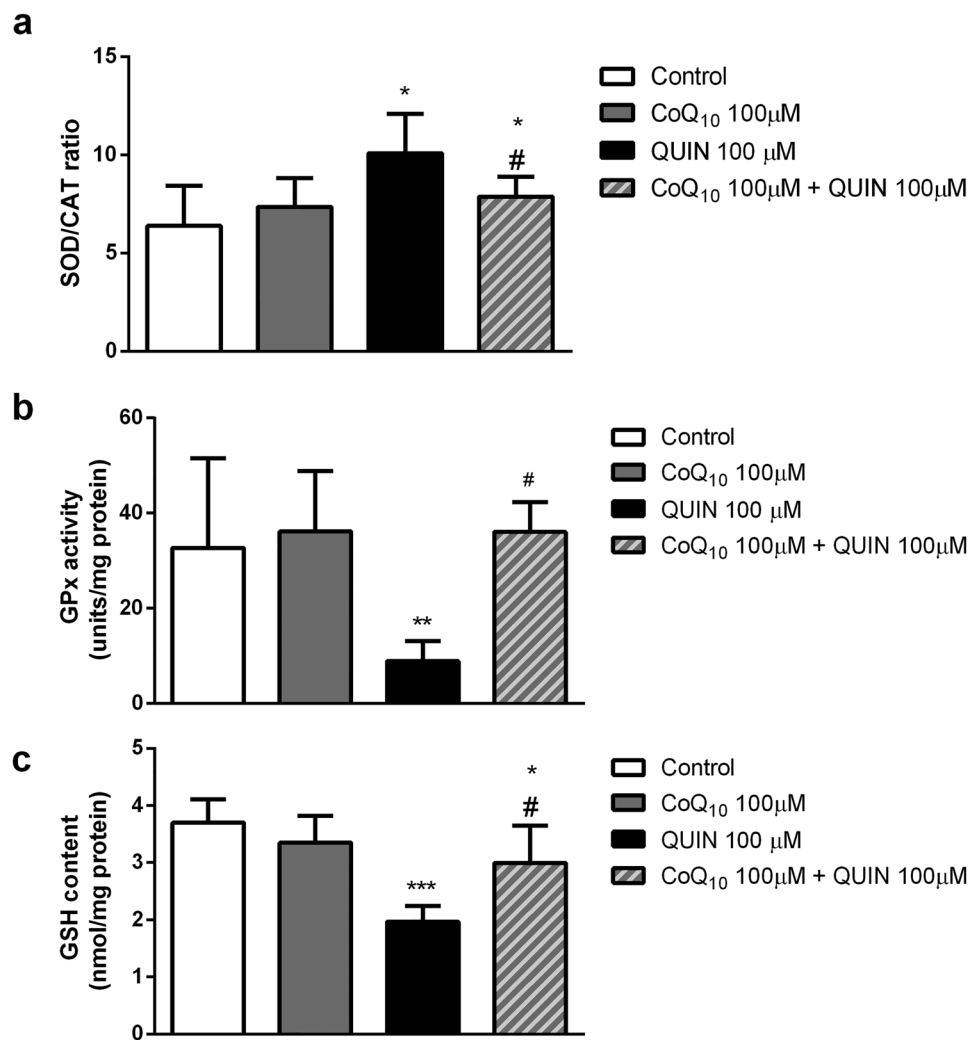 a
SOD/CAT ratio
15
10
5
0
*
*
#
Control
CoQ10 100μM
QUIN 100 μM
CoQ10 100μM + QUIN 100μM
b
GPx activity
(units/mg protein)
60
40
20
0
**
#
Control
CoQ10 100μM
QUIN 100 μM
CoQ10 100μM + QUIN 100μM
c
GSH content
(nmol/mg protein)
5
4
3
2
1
0
***
*
#
Control
CoQ10 100μM
QUIN 100 μM
CoQ10 100μM + QUIN 100μM